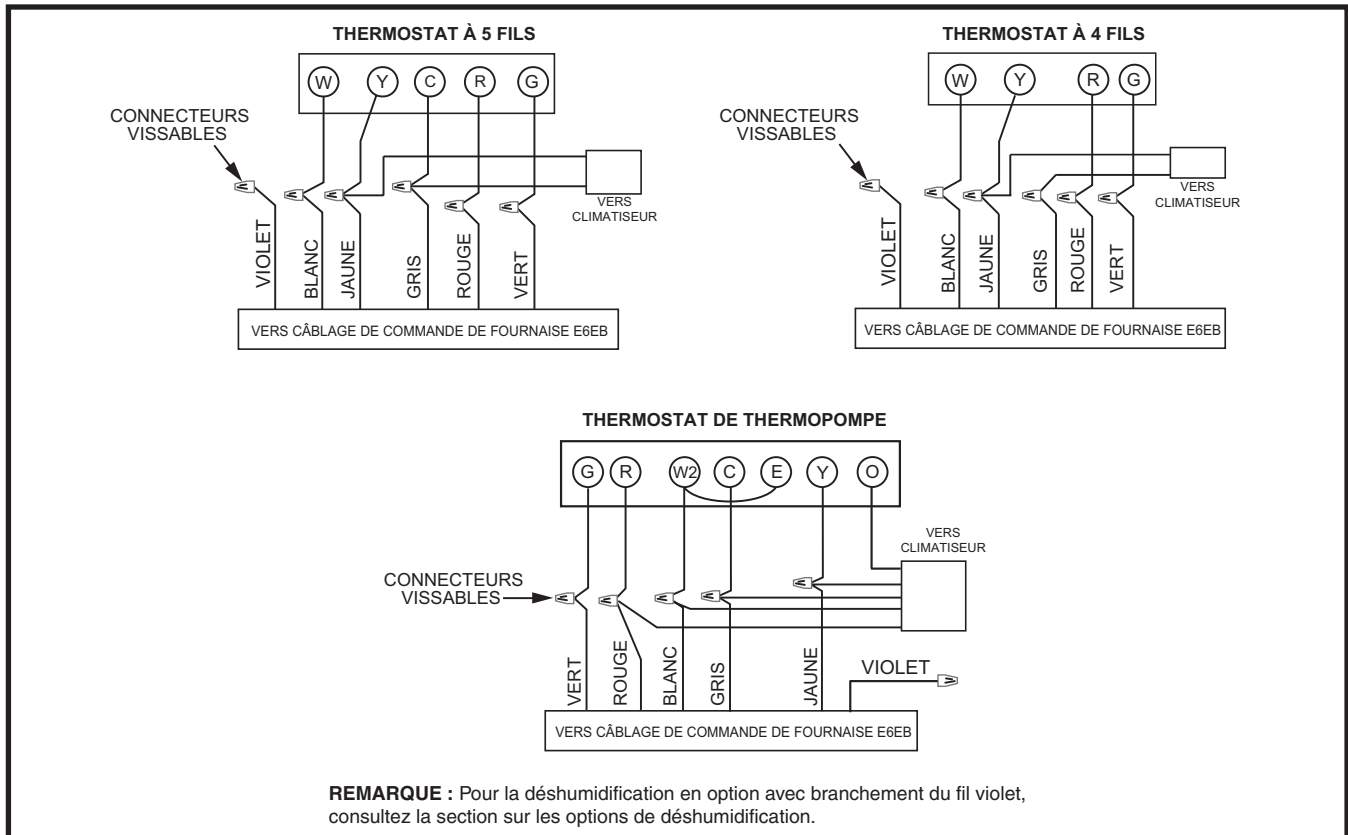 THERMOSTAT À 5 FILS
W Y C R G
CONNECTEURS
VISSABLES
VERS
CLIMATISEUR
VIOLET
BLANC
JAUNE
GRIS
ROUGE
VERT
VERS CÂBLAGE DE COMMANDE DE FOURNAISE E6EB
THERMOSTAT À 4 FILS
W Y R G
CONNECTEURS
VISSABLES
VERS
CLIMATISEUR
VIOLET
BLANC
JAUNE
GRIS
ROUGE
VERT
VERS CÂBLAGE DE COMMANDE DE FOURNAISE E6EB
THERMOSTAT DE THERMOPOMPE
G R W2 C E Y O
VERS
CLIMATISEUR
CONNECTEURS
VISSABLES
VERT
ROUGE
BLANC
GRIS
JAUNE
VIOLET
VERS CÂBLAGE DE COMMANDE DE FOURNAISE E6EB
REMARQUE : Pour la déshumidification en option avec branchement du fil violet,
consultez la section sur les options de déshumidification.